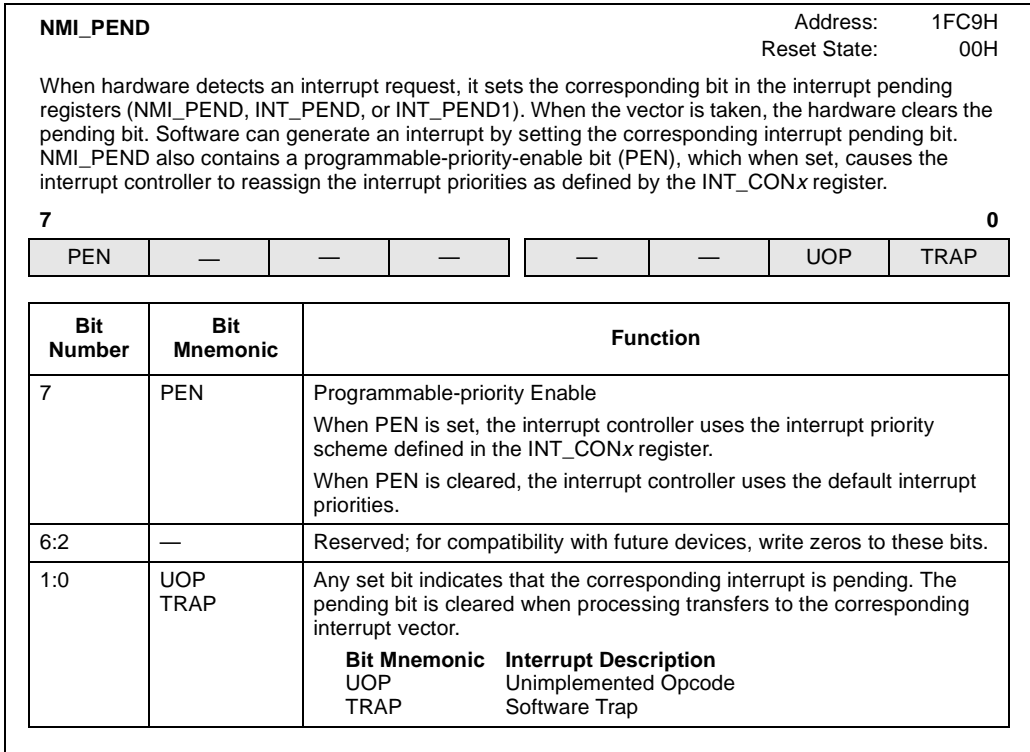 NMI_PEND Address: 1FC9H
Reset State: 00H
When hardware detects an interrupt request, it sets the corresponding bit in the interrupt pending
registers (NMI_PEND, INT_PEND, or INT_PEND1). When the vector is taken, the hardware clears the
pending bit. Software can generate an interrupt by setting the corresponding interrupt pending bit.
NMI_PEND also contains a programmable-priority-enable bit (PEN), which when set, causes the
interrupt controller to reassign the interrupt priorities as defined by the INT_CONx register.
7 0
PEN — — — — — UOP TRAP
Bit Number Bit Mnemonic Function
7 PEN Programmable-priority Enable
When PEN is set, the interrupt controller uses the interrupt priority
scheme defined in the INT_CONx register.
When PEN is cleared, the interrupt controller uses the default interrupt
priorities.
6:2 — Reserved; for compatibility with future devices, write zeros to these bits.
1:0 UOP Any set bit indicates that the corresponding interrupt is pending. The
TRAP pending bit is cleared when processing transfers to the corresponding
interrupt vector.
Bit Mnemonic Interrupt Description
UOP Unimplemented Opcode
TRAP Software Trap